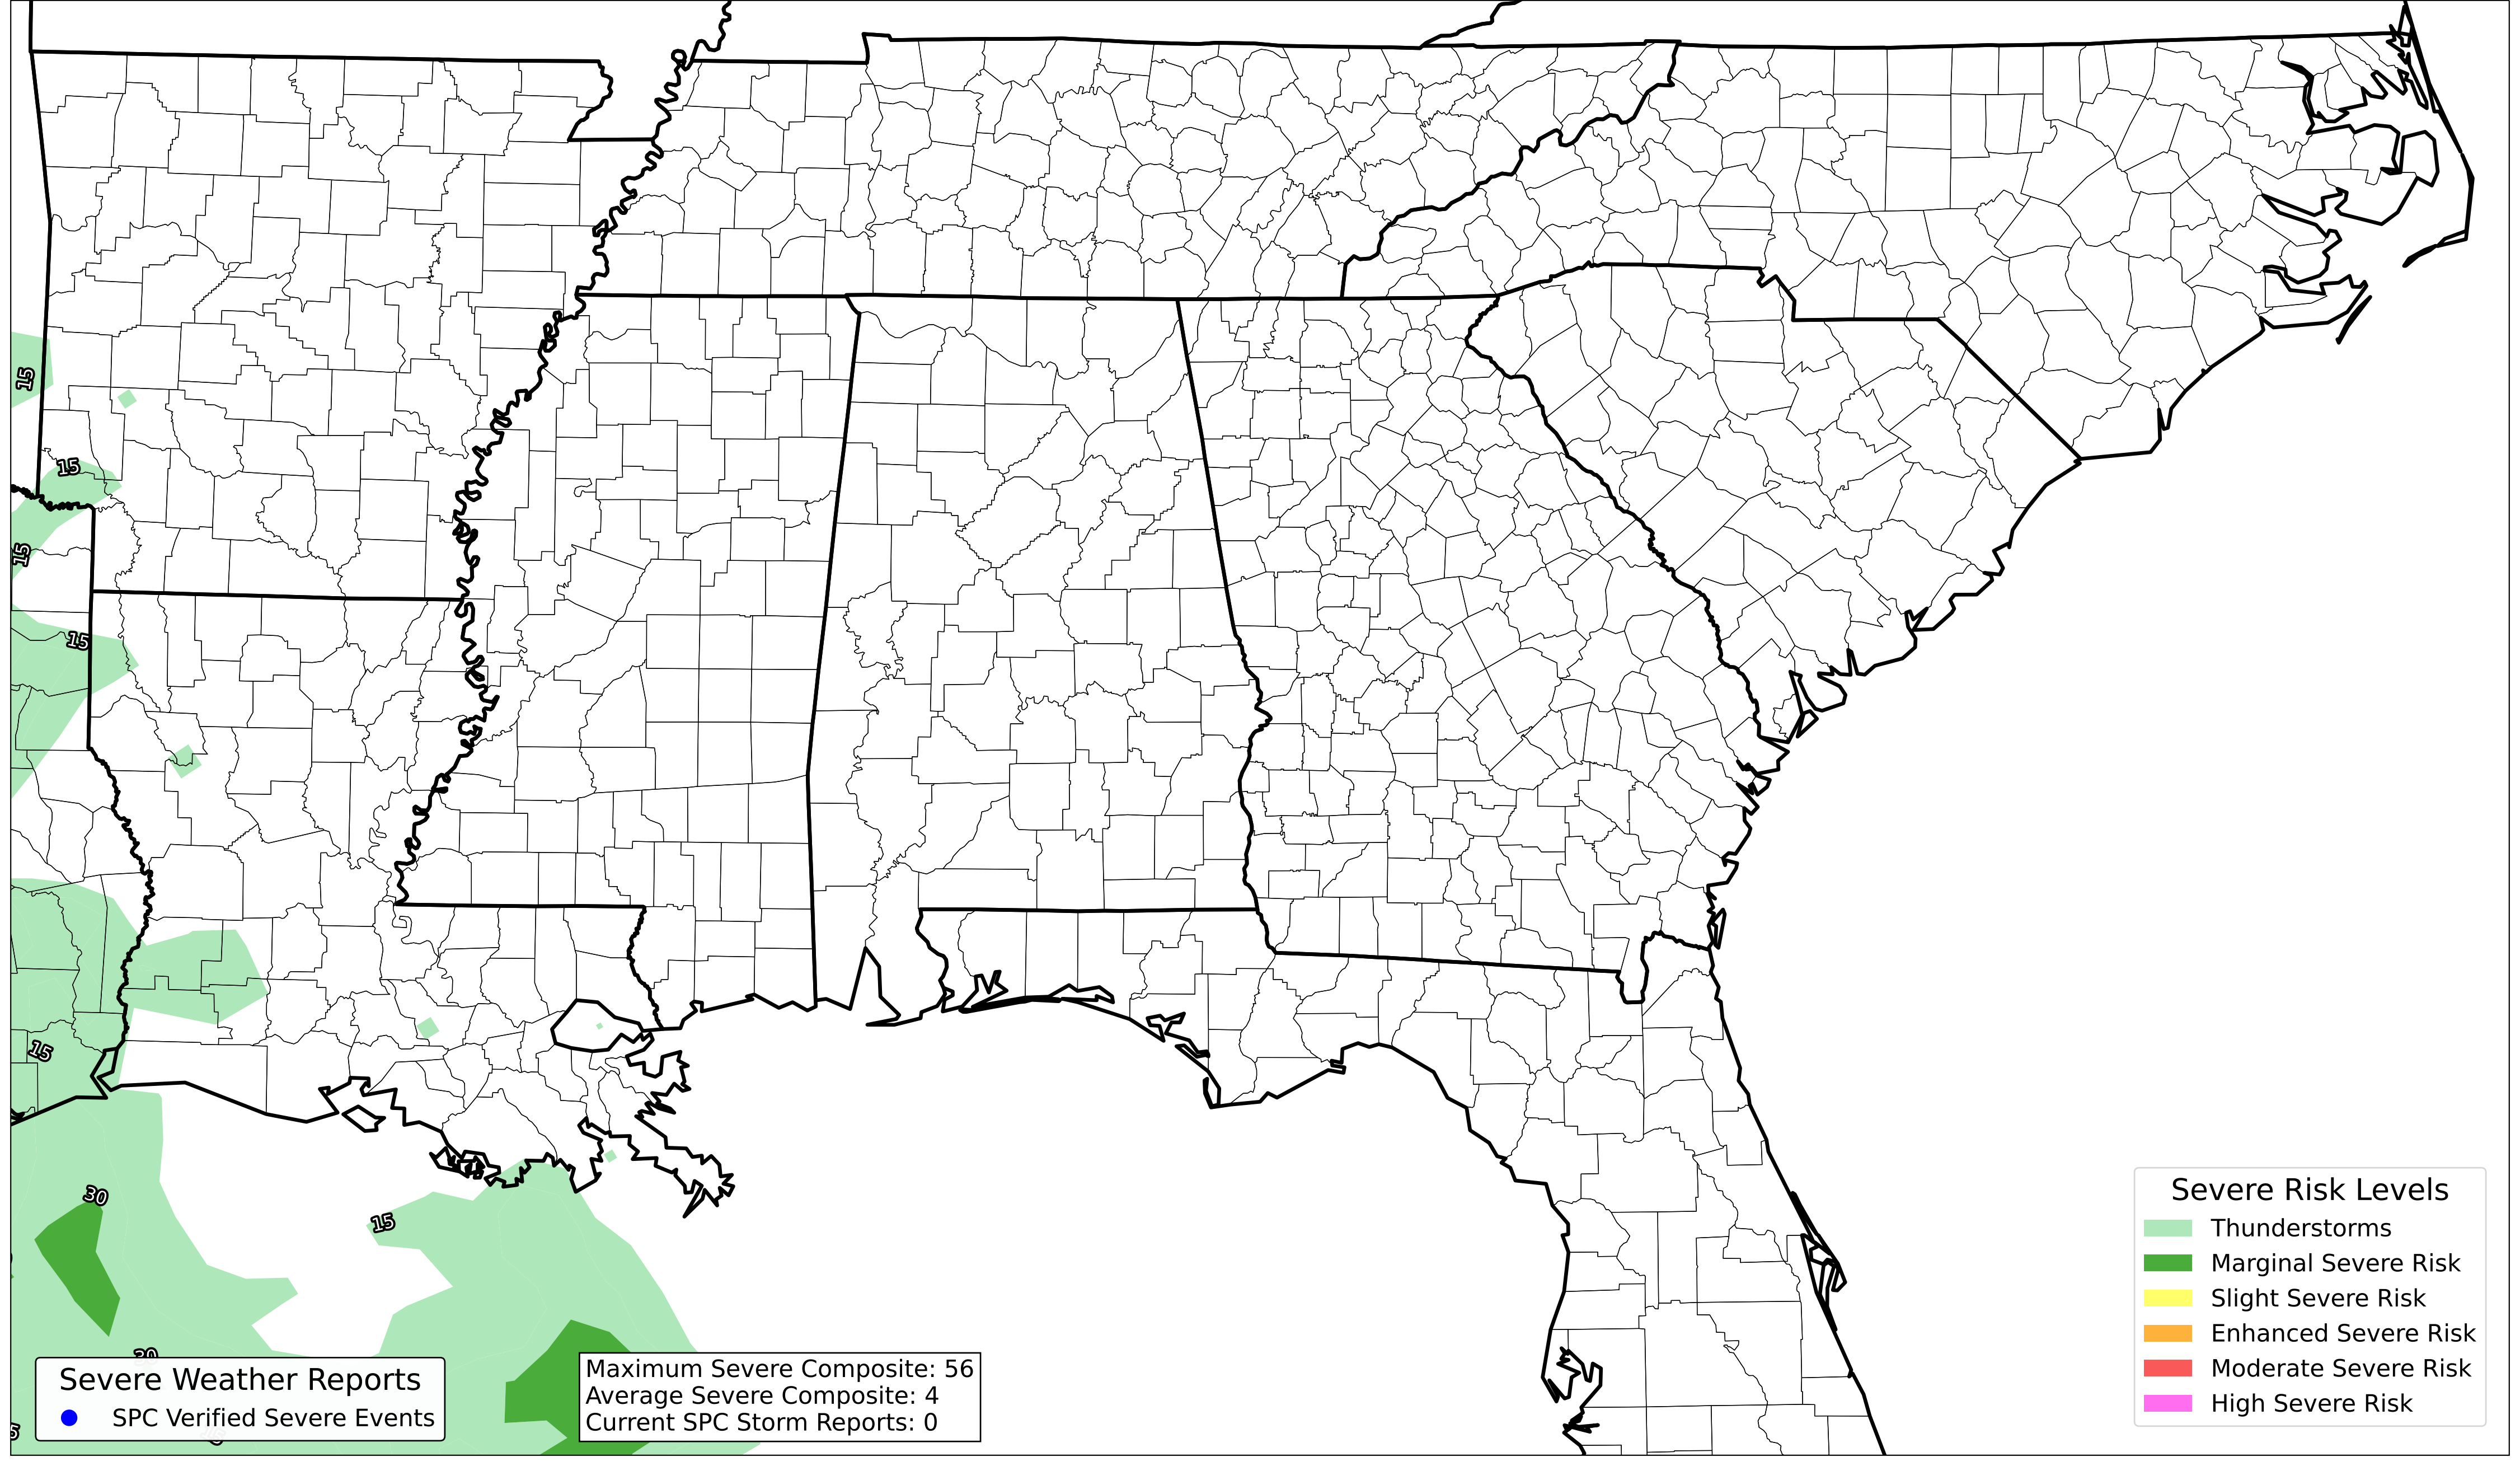 15
15
15
15
15
30
15
30
Severe Weather Reports
SPC Verified Severe Events
Maximum Severe Composite: 56
Average Severe Composite: 4
Current SPC Storm Reports: 0
Severe Risk Levels
Thunderstorms
Marginal Severe Risk
Slight Severe Risk
Enhanced Severe Risk
Moderate Severe Risk
High Severe Risk